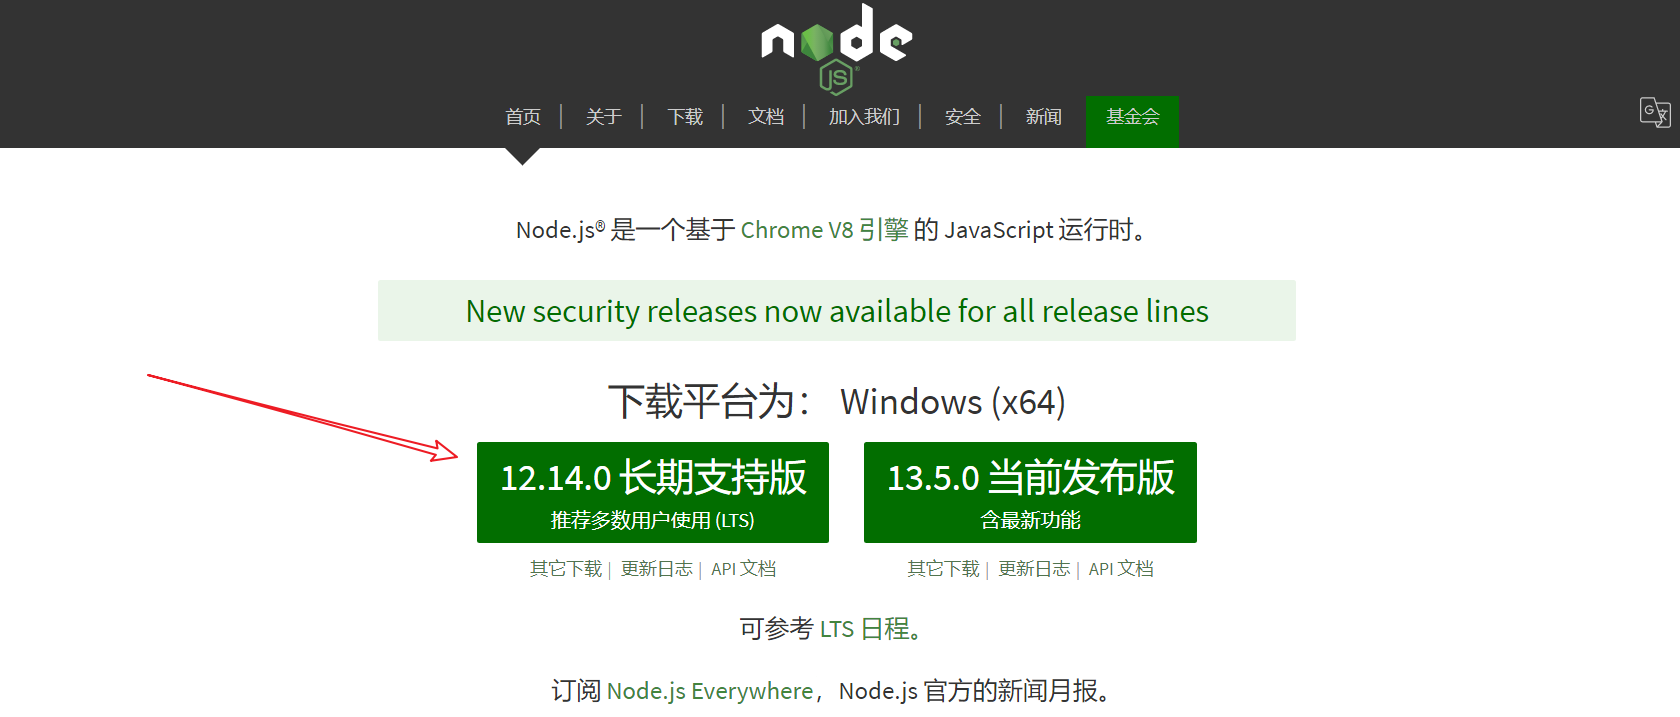 node
JS®
首页 | 关于 | 下载 | 文档 | 加入我们 | 安全 | 新闻 基金会
Node.js® 是一个基于 Chrome V8 引擎 的 JavaScript 运行时。
New security releases now available for all release lines
下载平台为： Windows (x64)
12.14.0 长期支持版
推荐多数用户使用 (LTS)
其它下载 | 更新日志 | API 文档
13.5.0 当前发布版
含最新功能
其它下载 | 更新日志 | API 文档
可参考 LTS 日程。
订阅 Node.js Everywhere，Node.js 官方的新闻月报。